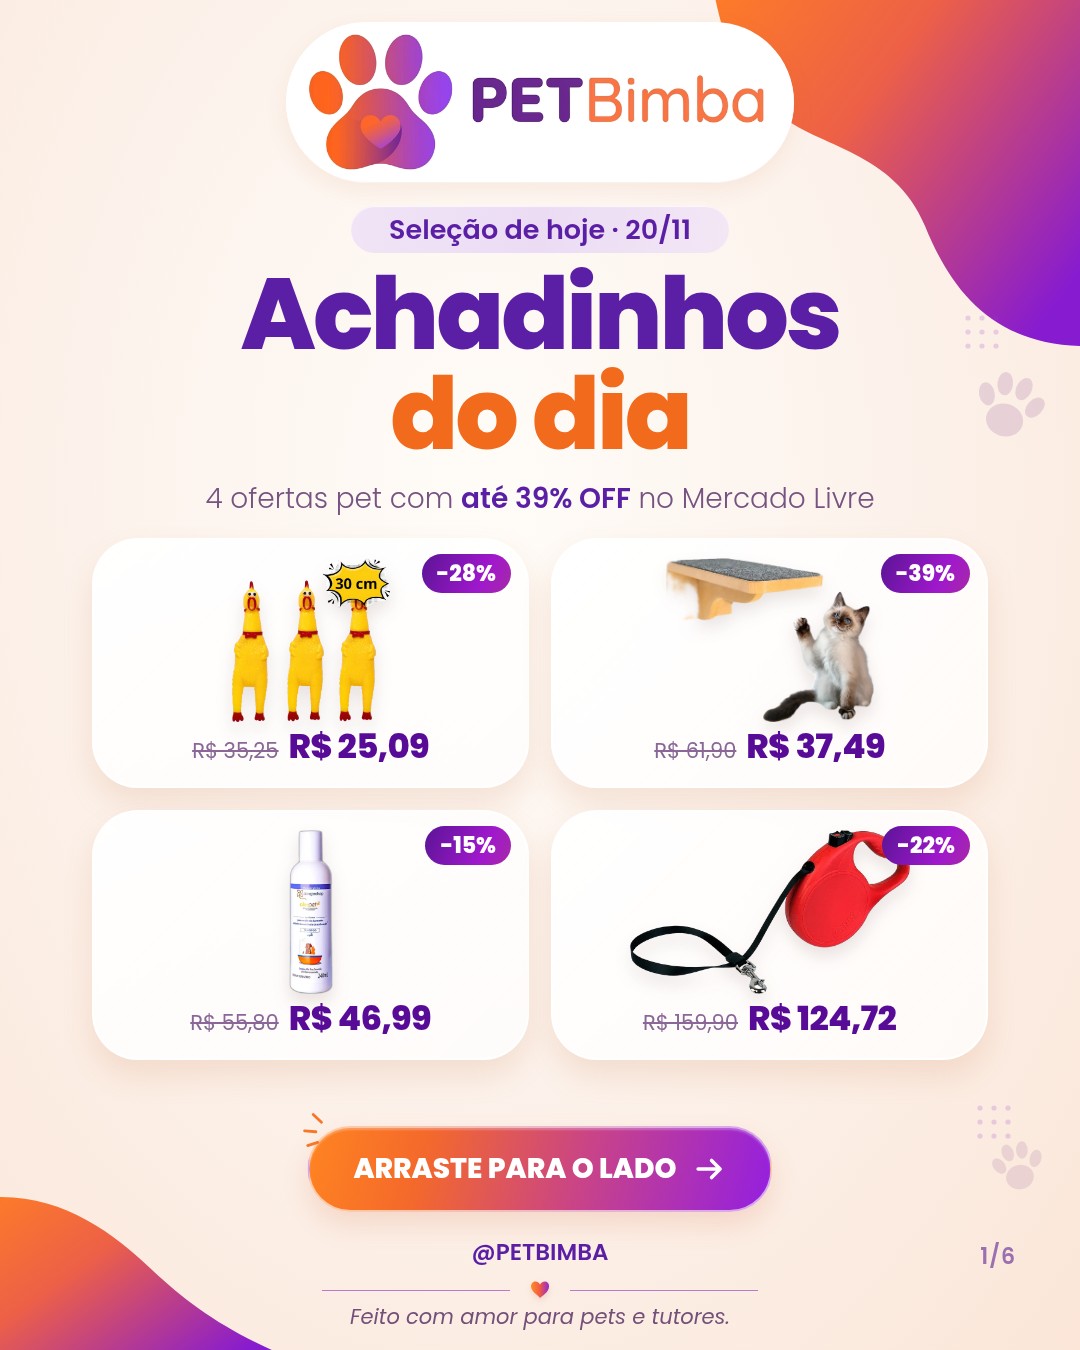 PETBimba
Seleção de hoje · 20/11
Achadinhos
do dia
4 ofertas pet com até 39% OFF no Mercado Livre
-28%
30 cm
R$ 35,25 R$ 25,09
-39%
R$ 61,90 R$ 37,49
-15%
R$ 55,80 R$ 46,99
-22%
R$ 159,90 R$ 124,72
ARRASTE PARA O LADO →
@PETBIMBA
1/6
Feito com amor para pets e tutores.